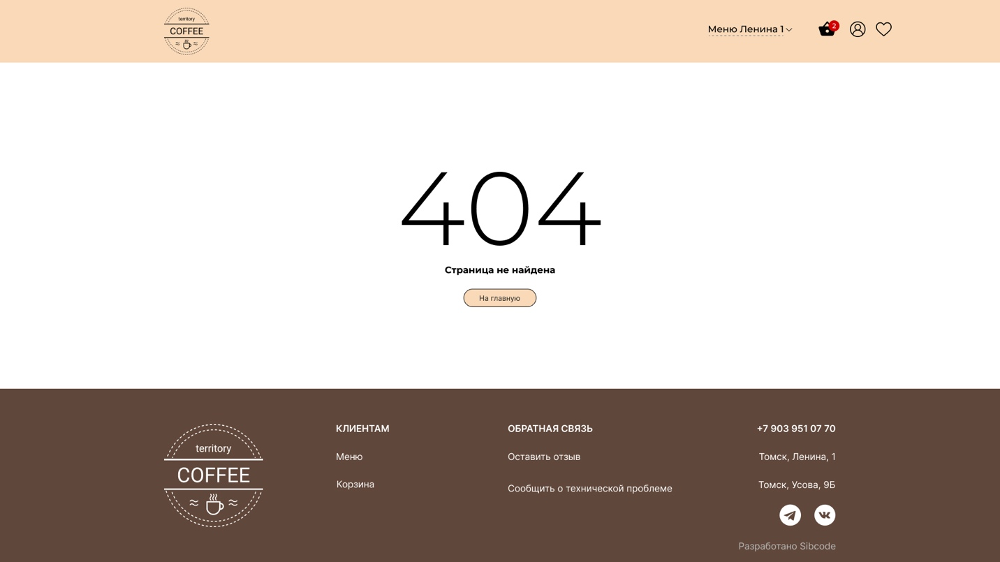 territory
COFFEE
Меню Ленина 1
2
404
Страница не найдена
На главную
territory
COFFEE
КЛИЕНТАМ
Меню
Корзина
ОБРАТНАЯ СВЯЗЬ
Оставить отзыв
Сообщить о технической проблеме
+7 903 951 07 70
Томск, Ленина, 1
Томск, Усова, 9Б
Разработано Sibcode